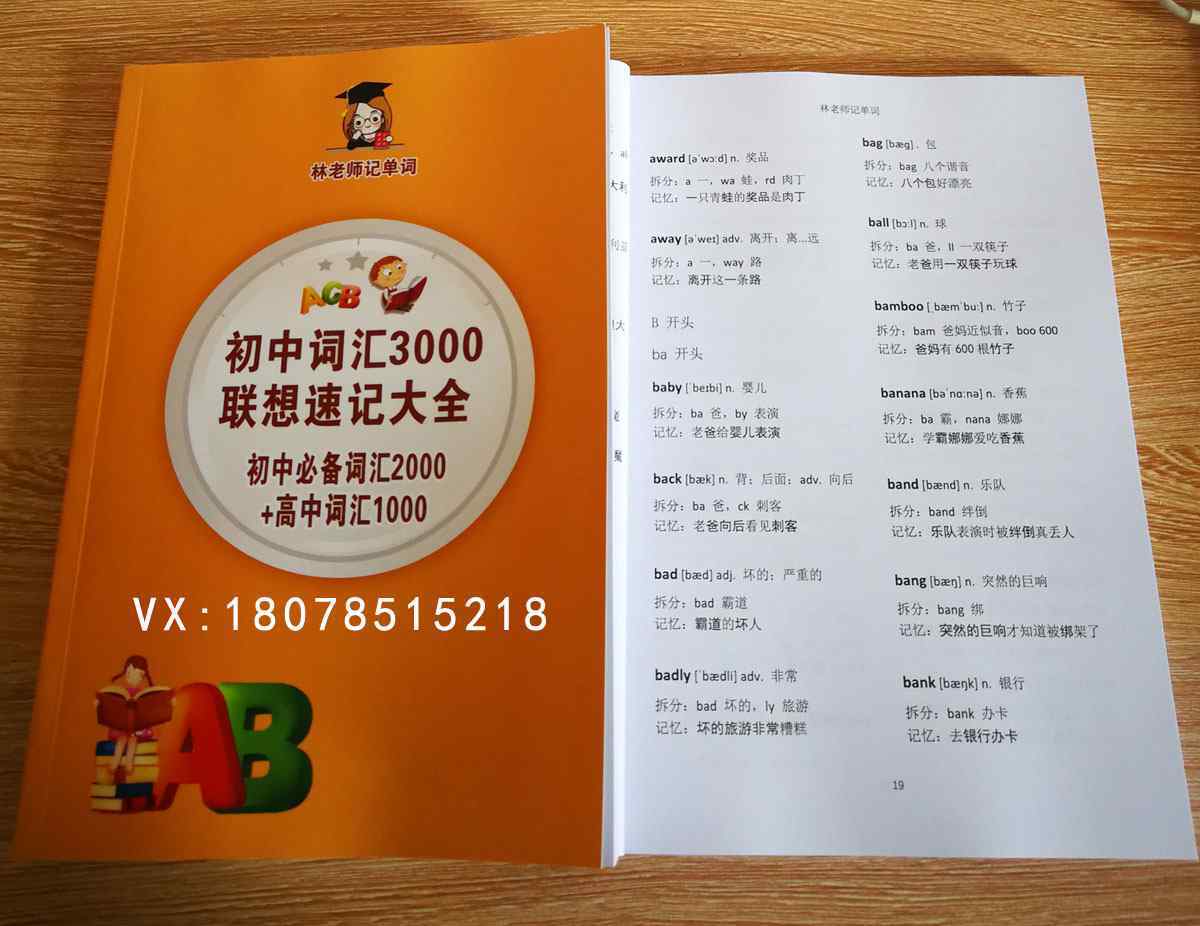 林老师记单词
ACB
初中词汇3000
联想速记大全
初中必备词汇2000
+高中词汇1000
VX:18078515218
AB
林老师记单词
award [ə'wɔ:d] n. 奖品
拆分：a 一，wa 蛙，rd 肉丁
记忆：一只青蛙的奖品是肉丁
away [ə'weɪ] adv. 离开；离...远
拆分：a 一，way 路
记忆：离开这一条路
B 开头
ba 开头
baby ['beɪbi] n. 婴儿
拆分：ba 爸，by 表演
记忆：老爸给婴儿表演
back [bæk] n. 背；后面；adv. 向后
拆分：ba 爸，ck 刺客
记忆：老爸向后看见刺客
bad [bæd] adj. 坏的；严重的
拆分：bad 霸道
记忆：霸道的坏人
badly ['bædli] adv. 非常
拆分：bad 坏的，ly 旅游
记忆：坏的旅游非常糟糕
bag [bæg] . 包
拆分：bag 八个谐音
记忆：八个包好漂亮
ball [bɔ:l] n. 球
拆分：ba 爸，ll 一双筷子
记忆：老爸用一双筷子玩球
bamboo [ˌbæm'bu:] n. 竹子
拆分：bam 爸妈近似音，boo 600
记忆：爸妈有 600 根竹子
banana [bə'nɑ:nə] n. 香蕉
拆分：ba 霸，nana 娜娜
记忆：学霸娜娜爱吃香蕉
band [bænd] n. 乐队
拆分：band 绊倒
记忆：乐队表演时被绊倒真丢人
bang [bæŋ] n. 突然的巨响
拆分：bang 绑
记忆：突然的巨响才知道被绑架了
bank [bæŋk] n. 银行
拆分：bank 办卡
记忆：去银行办卡
19